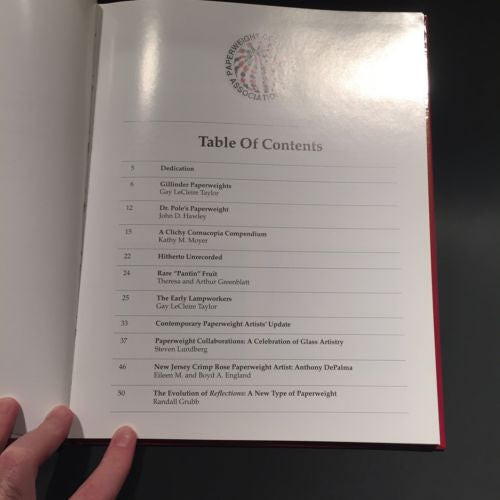 PAPERWEIGHT
ASSOCIATION
Table Of Contents
5 Dedication
6 Gillinder Paperweights
Gay LeCleire Taylor
12 Dr. Pole's Paperweight
John D. Hawley
15 A Clichy Cornucopia Compendium
Kathy M. Moyer
22 Hitherto Unrecorded
24 Rare "Pantin" Fruit
Theresa and Arthur Greenblatt
25 The Early Lampworkers
Gay LeCleire Taylor
33 Contemporary Paperweight Artists' Update
37 Paperweight Collaborations: A Celebration of Glass Artistry
Steven Lundberg
46 New Jersey Crimp Rose Paperweight Artist: Anthony DePalma
Eileen M. and Boyd A. England
50 The Evolution of Reflections: A New Type of Paperweight
Randall Grubb